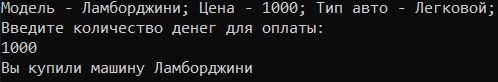 Модель - Ламборджини; Цена - 1000; Тип авто - Легковой;
Введите количество денег для оплаты:
1000
Вы купили машину Ламборджини